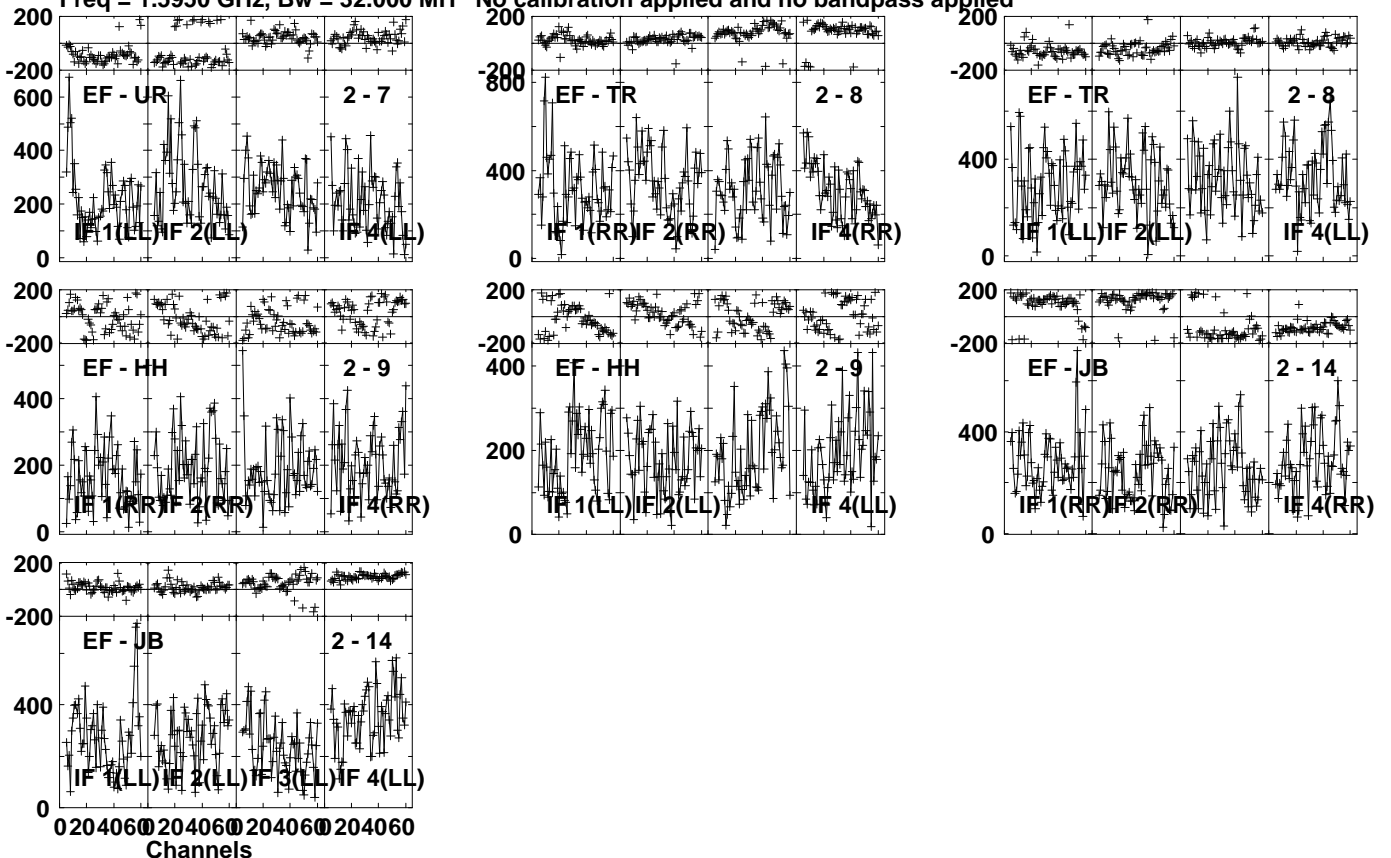 Freq = 1.5950 GHz, Bw = 32.000 MH No calibration applied and no bandpass applied
200
-200
600
400
200
0
EF - UR 2 - 7
IF 1(LL) IF 2(LL) IF 4(LL)
200
-200
800
400
0
EF - TR 2 - 8
IF 1(RR) IF 2(RR) IF 4(RR)
200
-200
400
0
EF - TR 2 - 8
IF 1(LL) IF 2(LL) IF 4(LL)
200
-200
400
200
0
EF - HH 2 - 9
IF 1(RR) IF 2(RR) IF 4(RR)
200
-200
400
200
0
EF - HH 2 - 9
IF 1(LL) IF 2(LL) IF 4(LL)
200
-200
400
0
EF - JB 2 - 14
IF 1(RR) IF 2(RR) IF 4(RR)
200
-200
400
0
EF - JB 2 - 14
IF 1(LL) IF 2(LL) IF 3(LL) IF 4(LL)
0 20 40 60 0 20 40 60 0 20 40 60 0 20 40 60
Channels